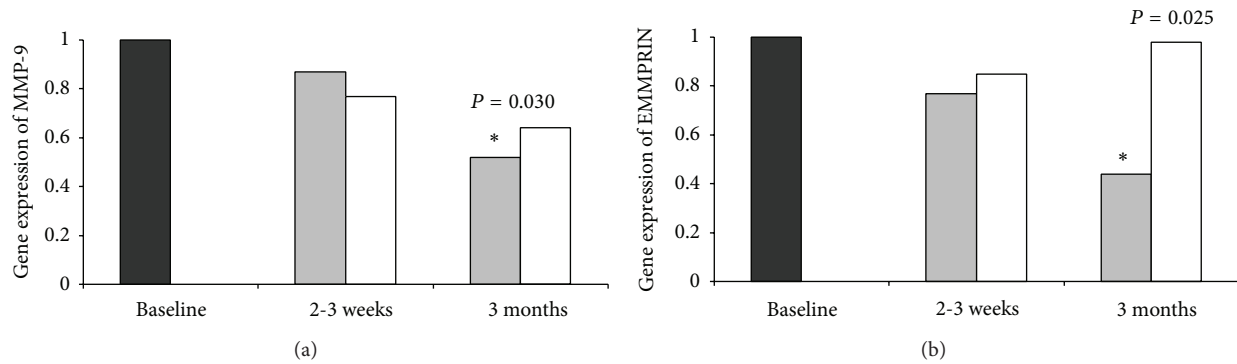 Gene expression of MMP-9
1
0.8
0.6
0.4
0.2
0
P = 0.030
*
Baseline
2-3 weeks
3 months
(a)
Gene expression of EMMPRIN
1
0.8
0.6
0.4
0.2
0
P = 0.025
*
Baseline
2-3 weeks
3 months
(b)